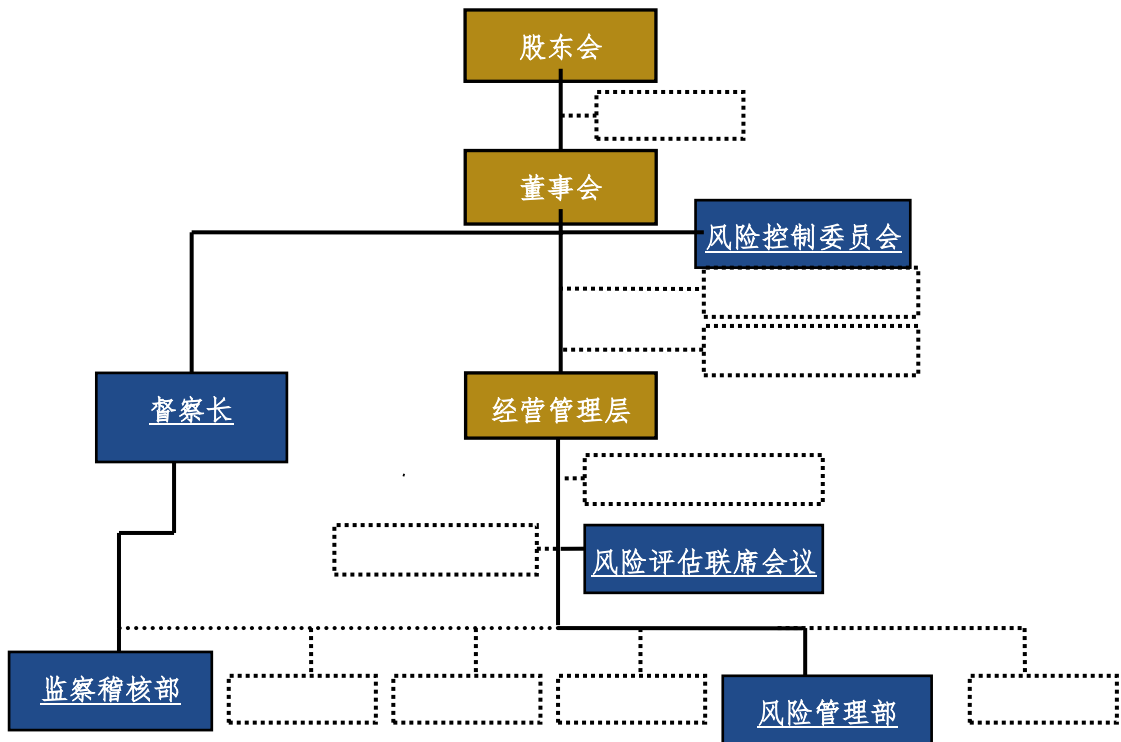 股东会
董事会
风险控制委员会
督察长
经营管理层
风险评估联席会议
监察稽核部
风险管理部